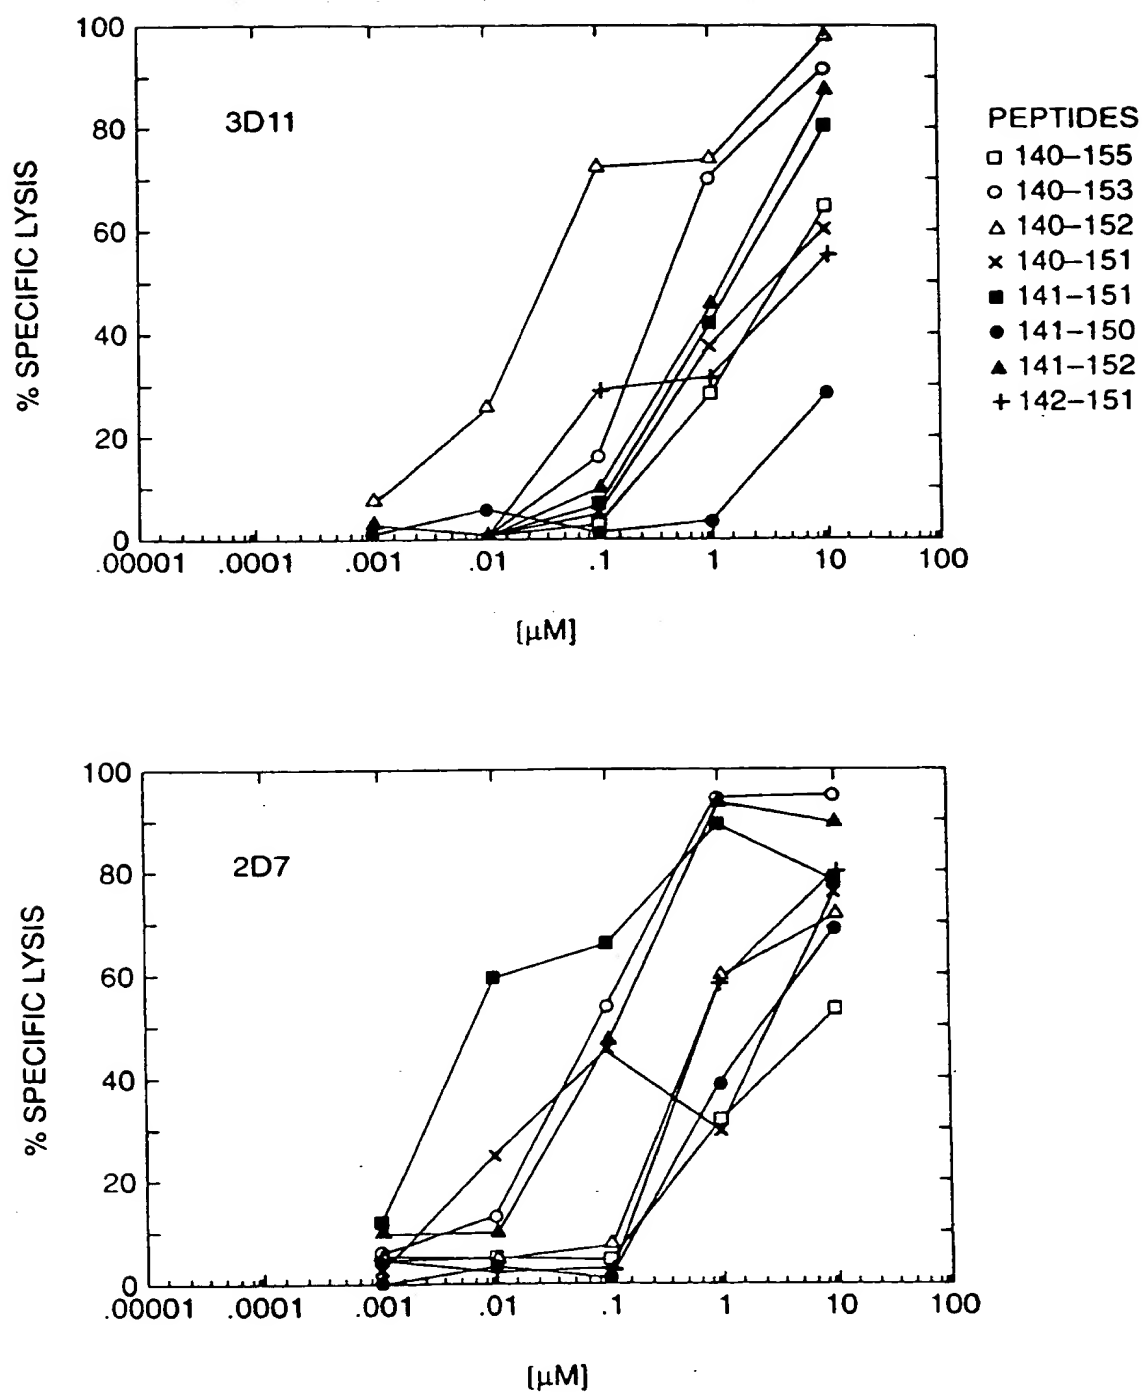 100
80
60
40
20
0
% SPECIFIC LYSIS
3D11
.00001 .0001 .001 .01 .1 1 10 100
[µM]
PEPTIDES
140–155
140–153
140–152
140–151
141–151
141–150
141–152
142–151
100
80
60
40
20
0
% SPECIFIC LYSIS
2D7
.00001 .0001 .001 .01 .1 1 10 100
[µM]